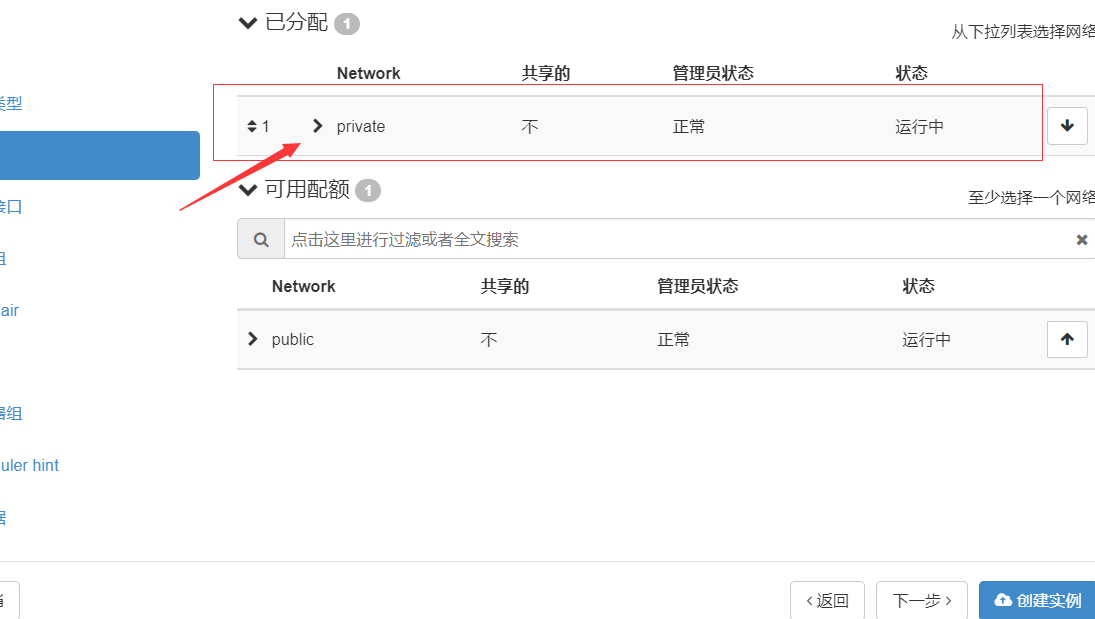 已分配 1
从下拉列表选择网络
Network 共享的 管理员状态 状态
类型
1 private 不 正常 运行中
可用配额 1
至少选择一个网络
接口
点击这里进行过滤或者全文搜索
组
Network 共享的 管理员状态 状态
air
public 不 正常 运行中
器组
uler hint
据
返回 下一步 创建实例